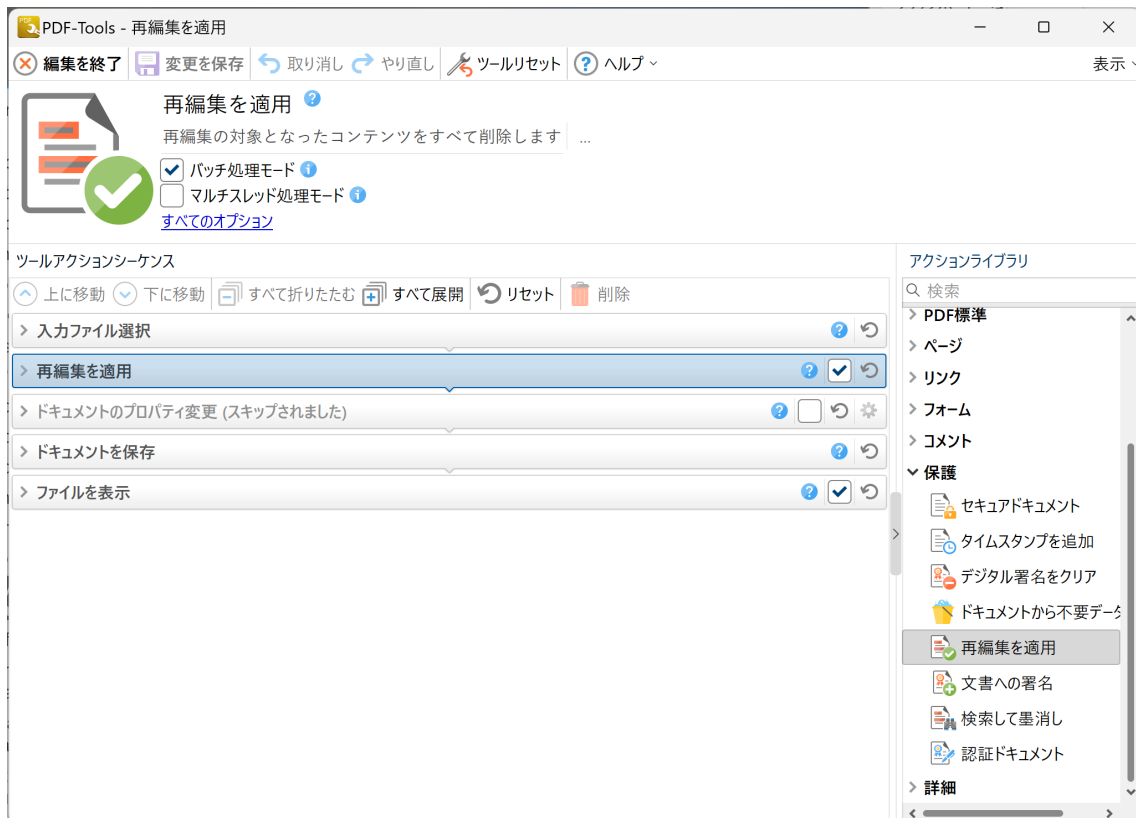 PDF-Tools - 再編集を適用
編集を終了 変更を保存 取り消し やり直し ツールリセット ヘルプ 表示
再編集を適用
再編集の対象となったコンテンツをすべて削除します ...
バッチ処理モード
マルチスレッド処理モード
すべてのオプション
ツールアクションシーケンス
上に移動 下に移動 すべて折りたたむ すべて展開 リセット 削除
入力ファイル選択
再編集を適用
ドキュメントのプロパティ変更 (スキップされました)
ドキュメントを保存
ファイルを表示
アクションライブラリ
検索
PDF標準
ページ
リンク
フォーム
コメント
保護
セキュアドキュメント
タイムスタンプを追加
デジタル署名をクリア
ドキュメントから不要データ
再編集を適用
文書への署名
検索して墨消し
認証ドキュメント
詳細